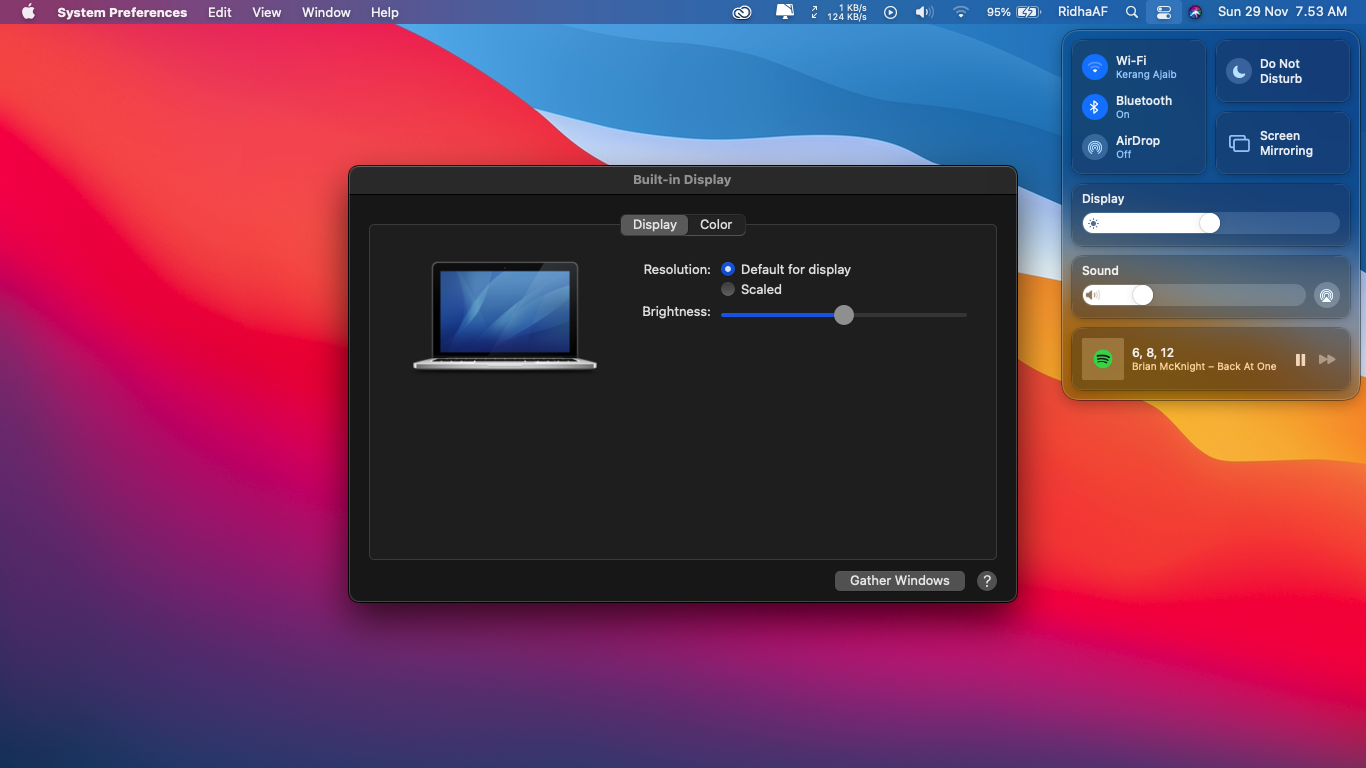 System Preferences Edit View Window Help
1 KB/s
124 KB/s
95% RidhaAF Sun 29 Nov 7.53 AM
Wi-Fi
Kerang Ajaib
Bluetooth
On
AirDrop
Off
Do Not
Disturb
Screen
Mirroring
Display
Sound
6, 8, 12
Brian McKnight – Back At One
Built-in Display
Display Color
Resolution: Default for display
Scaled
Brightness:
Gather Windows ?